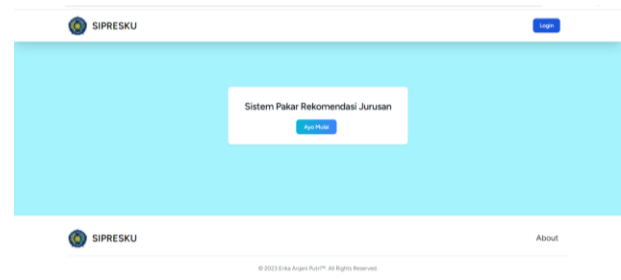 SIPRESKU
Login
Sistem Pakar Rekomendasi Jurusan
Ayo Mulai
SIPRESKU
About
© 2023 Erika Anjani Putri™. All Rights Reserved.